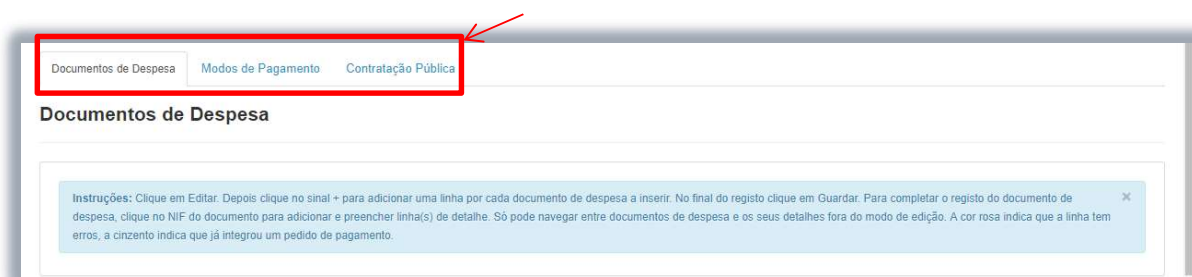 Documentos de Despesa Modos de Pagamento Contratação Pública
Documentos de Despesa
Instruções: Clique em Editar. Depois clique no sinal + para adicionar uma linha por cada documento de despesa a inserir. No final do registo clique em Guardar. Para completar o registo do documento de
despesa, clique no NIF do documento para adicionar e preencher linha(s) de detalhe. Só pode navegar entre documentos de despesa e os seus detalhes fora do modo de edição. A cor rosa indica que a linha tem
erros, a cinzento indica que já integrou um pedido de pagamento.